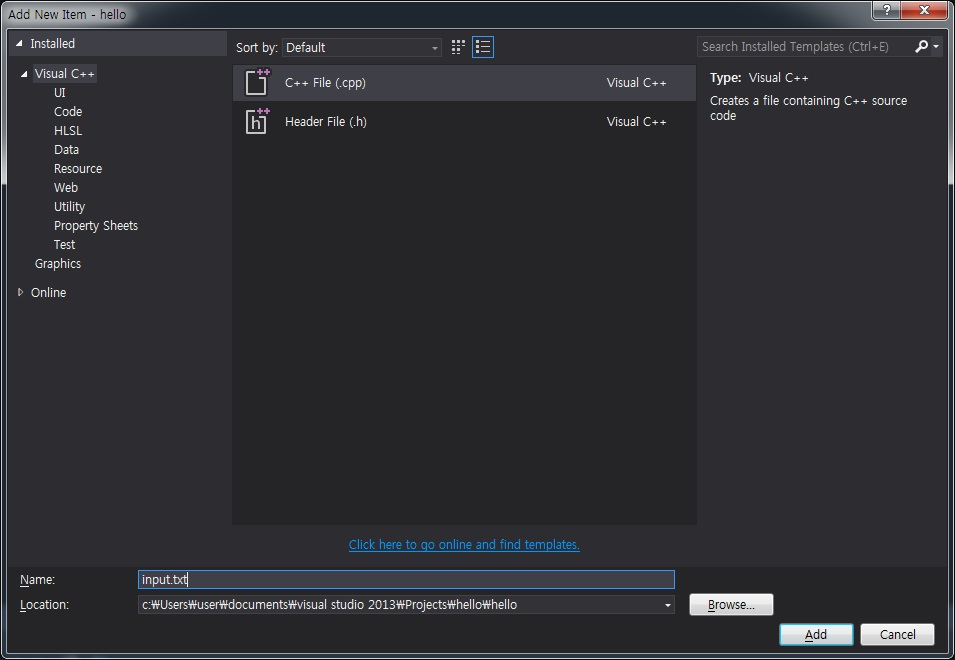 Add New Item - hello
Installed
Sort by: Default
Search Installed Templates (Ctrl+E)
Visual C++
UI
Code
HLSL
Data
Resource
Web
Utility
Property Sheets
Test
Graphics
Online
C++ File (.cpp) Visual C++
Header File (.h) Visual C++
Type: Visual C++
Creates a file containing C++ source
code
Click here to go online and find templates.
Name: input.txt
Location: c:₩Users₩user₩documents₩visual studio 2013₩Projects₩hello₩hello
Browse...
Add Cancel